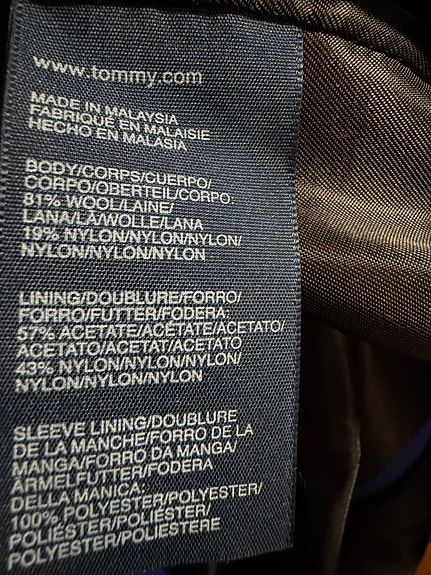 www.tommy.com
MADE IN MALAYSIA
FABRIQUÉ EN MALAISIE
HECHO EN MALASIA
BODY/CORPS/CUERPO/
CORPO/OBERTEIL/CORPO:
81% WOOL/LAINE/
LANA/LÃ/WOLLE/LANA
19% NYLON/NYLON/NYLON/
NYLON/NYLON/NYLON
LINING/DOUBLURE/FORRO/
FORRO/FUTTER/FODERA:
57% ACETATE/ACÉTATE/ACETATO/
ACETATO/ACETAT/ACETATO
43% NYLON/NYLON/NYLON/
NYLON/NYLON/NYLON
SLEEVE LINING/DOUBLURE
DE LA MANCHE/FORRO DE LA
MANGA/FORRO DA MANGA/
ÄRMELFUTTER/FODERA
DELLA MANICA:
100% POLYESTER/POLYESTER/
POLIÉSTER/POLIÉSTER/
POLYESTER/POLIESTERE